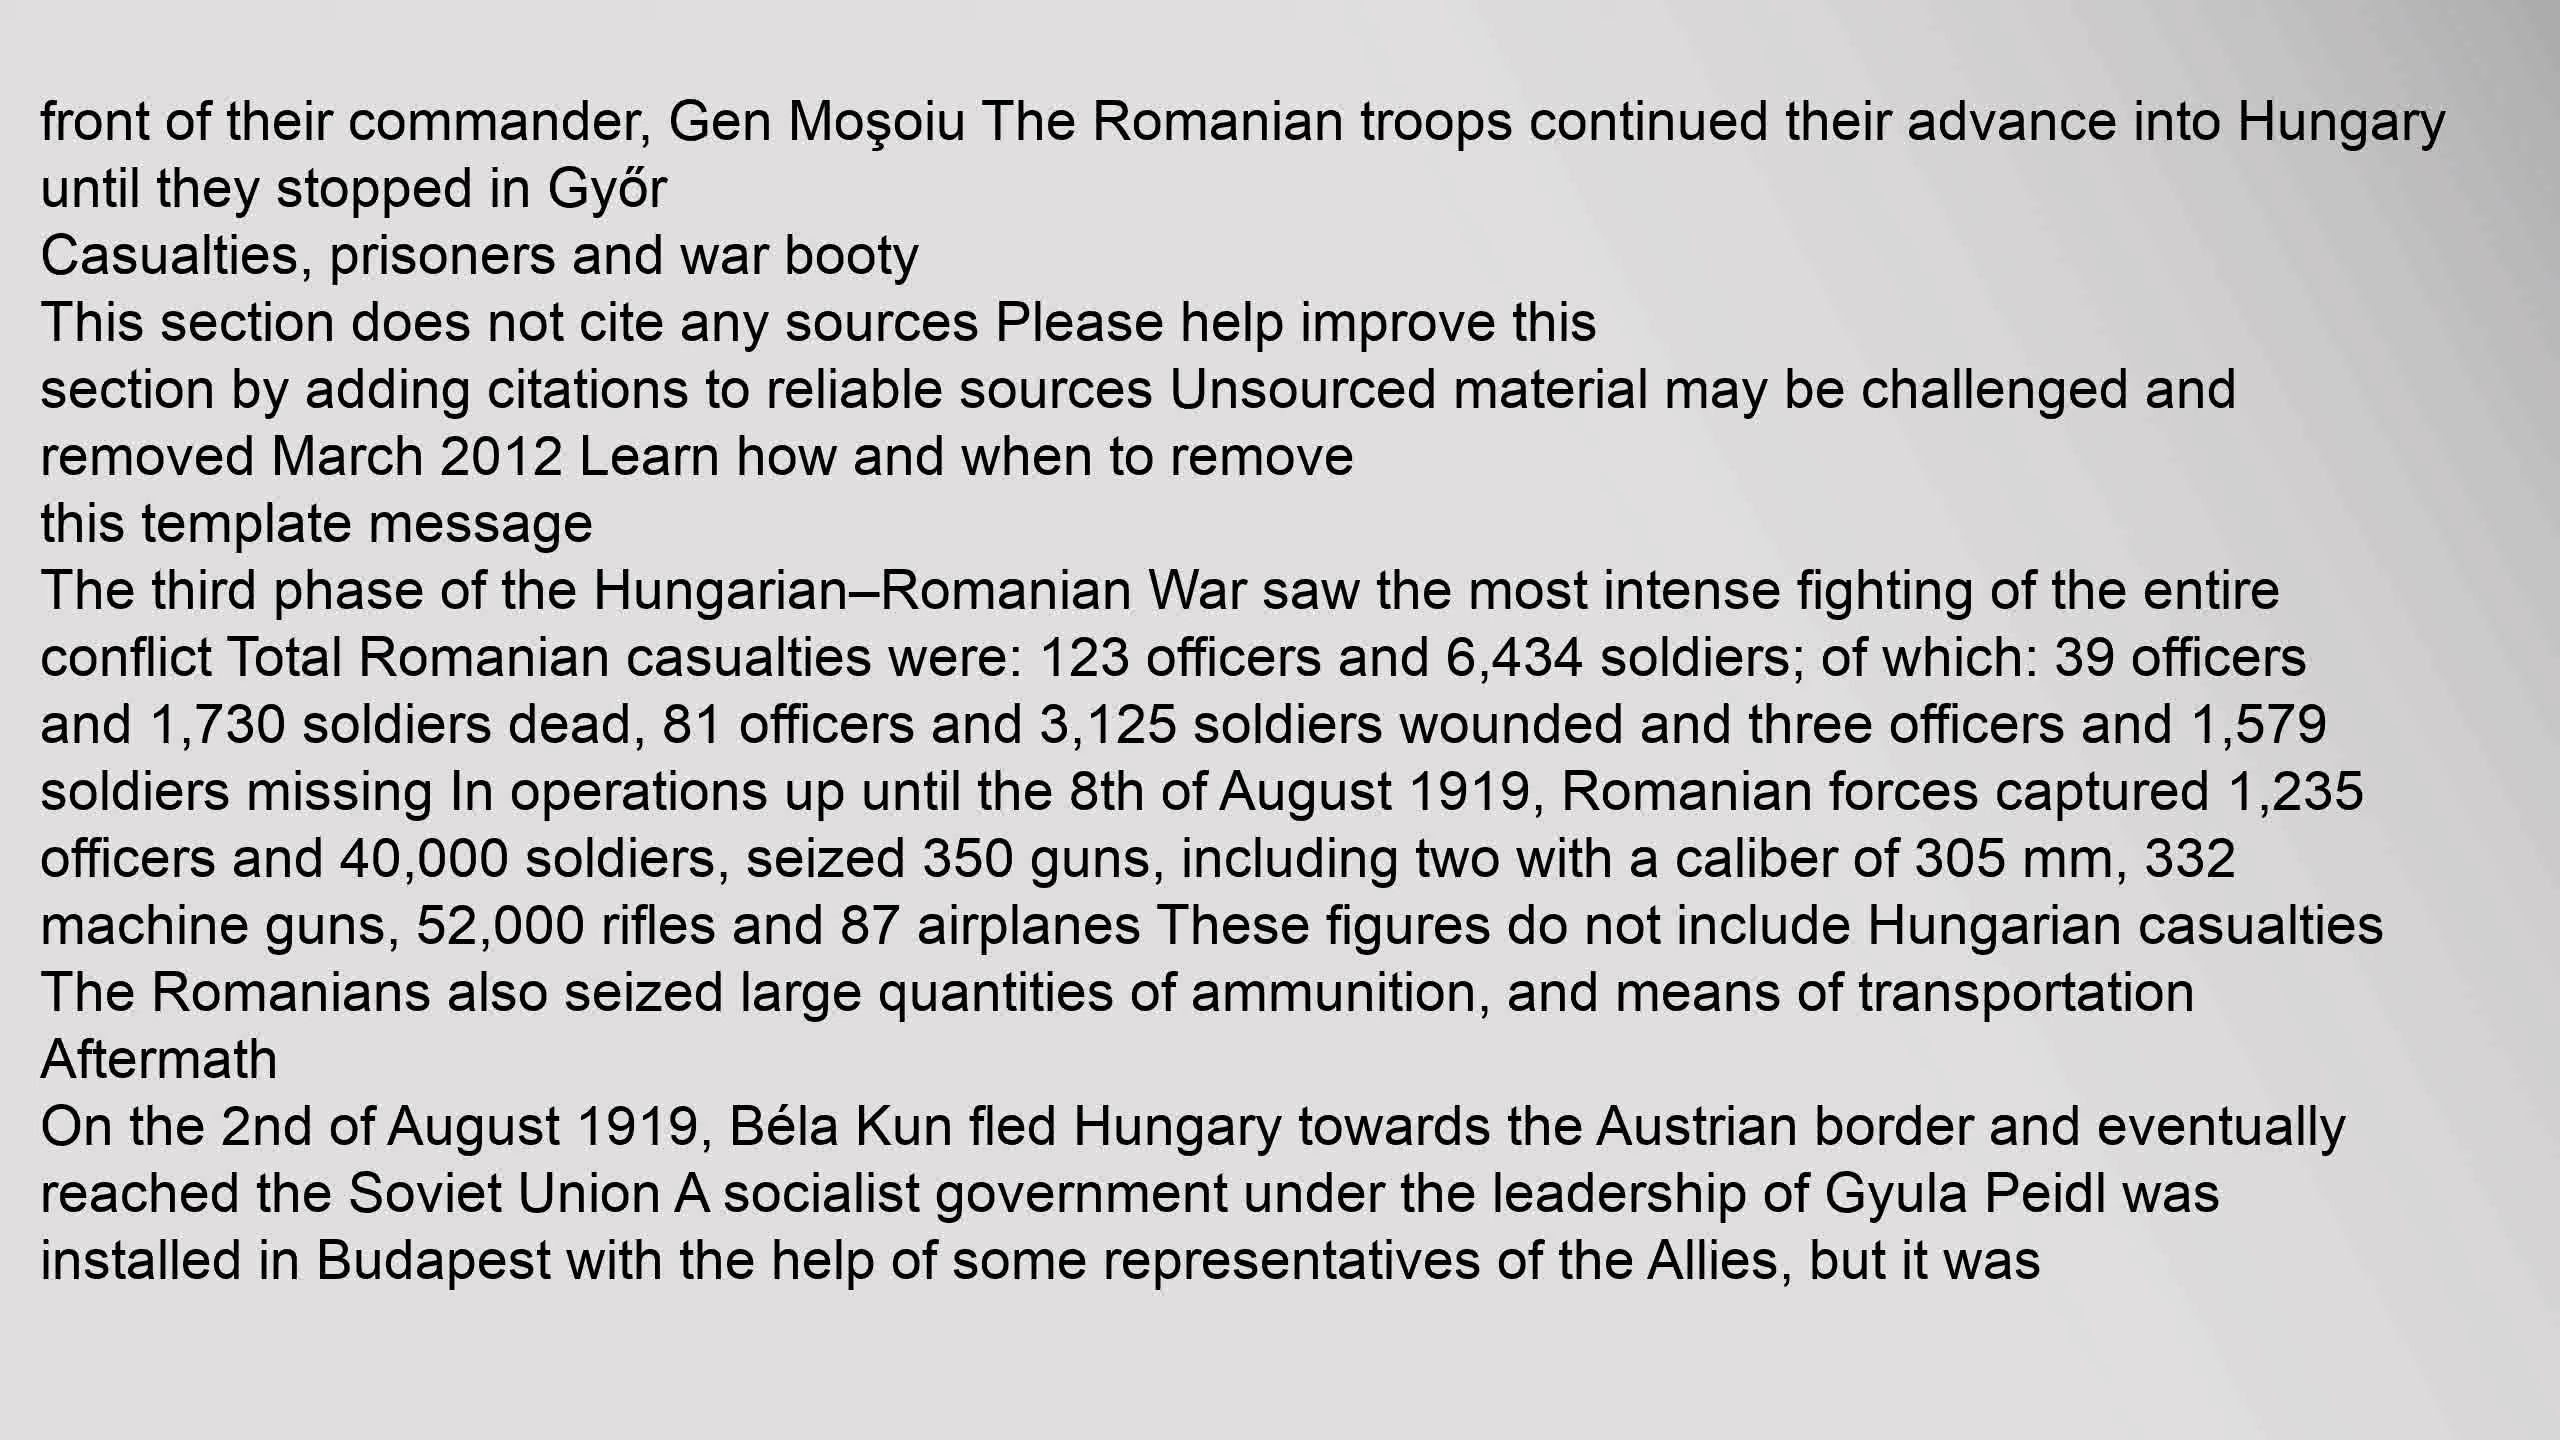 front of their commander, Gen Moşoiu The Romanian troops continued their advance into Hungary
until they stopped in Győr
Casualties, prisoners and war booty
This section does not cite any sources Please help improve this
section by adding citations to reliable sources Unsourced material may be challenged and
removed March 2012 Learn how and when to remove
this template message
The third phase of the Hungarian–Romanian War saw the most intense fighting of the entire
conflict Total Romanian casualties were: 123 officers and 6,434 soldiers; of which: 39 officers
and 1,730 soldiers dead, 81 officers and 3,125 soldiers wounded and three officers and 1,579
soldiers missing In operations up until the 8th of August 1919, Romanian forces captured 1,235
officers and 40,000 soldiers, seized 350 guns, including two with a caliber of 305 mm, 332
machine guns, 52,000 rifles and 87 airplanes These figures do not include Hungarian casualties
The Romanians also seized large quantities of ammunition, and means of transportation
Aftermath
On the 2nd of August 1919, Béla Kun fled Hungary towards the Austrian border and eventually
reached the Soviet Union A socialist government under the leadership of Gyula Peidl was
installed in Budapest with the help of some representatives of the Allies, but it was